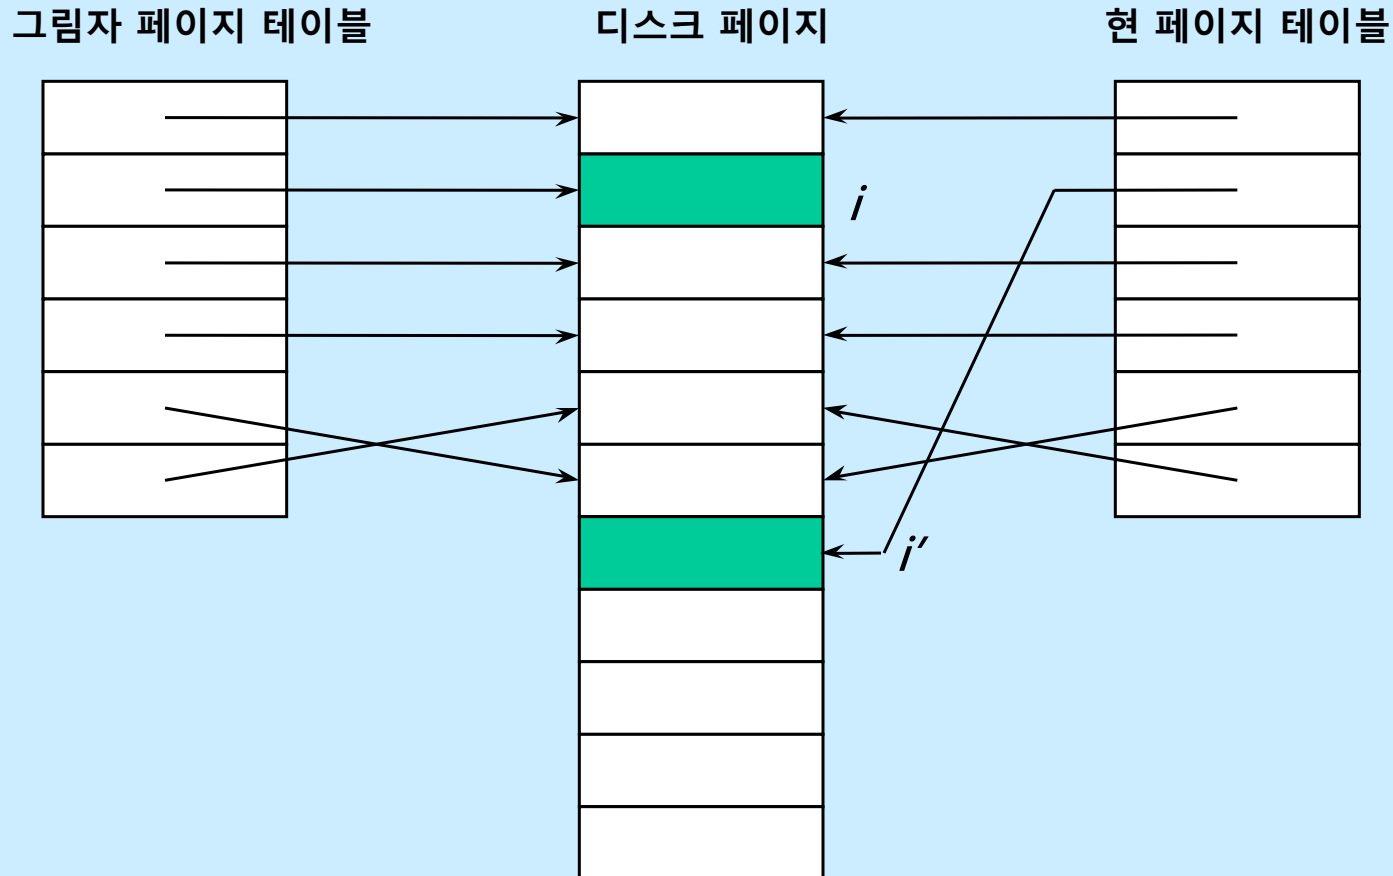 그림자 페이지 테이블
디스크 페이지
현 페이지 테이블
i
i′